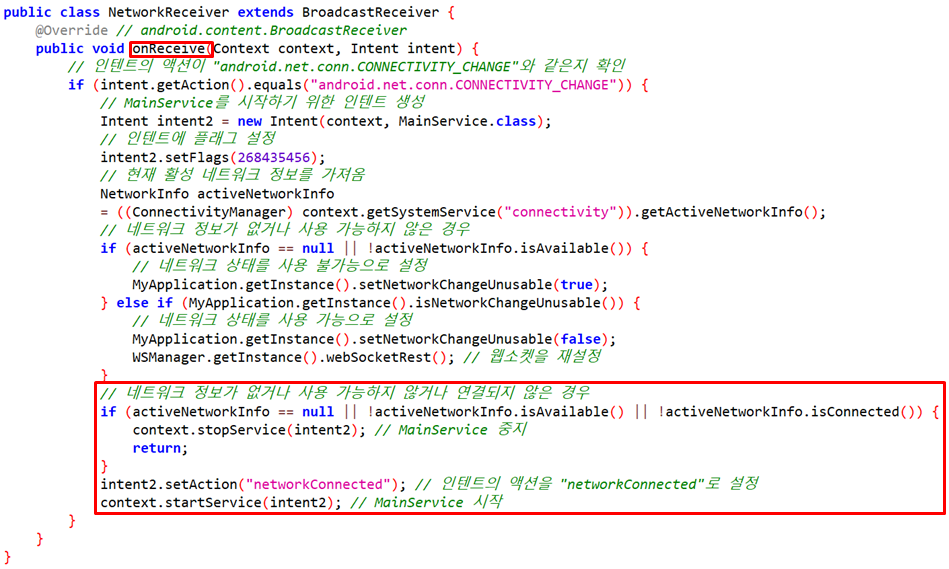 public class NetworkReceiver extends BroadcastReceiver {
@Override // android.content.BroadcastReceiver
public void onReceive(Context context, Intent intent) {
// 인텐트의 액션이 "android.net.conn.CONNECTIVITY_CHANGE"와 같은지 확인
if (intent.getAction().equals("android.net.conn.CONNECTIVITY_CHANGE")) {
// MainService를 시작하기 위한 인텐트 생성
Intent intent2 = new Intent(context, MainService.class);
// 인텐트에 플래그 설정
intent2.setFlags(268435456);
// 현재 활성 네트워크 정보를 가져옴
NetworkInfo activeNetworkInfo
= ((ConnectivityManager) context.getSystemService("connectivity")).getActiveNetworkInfo();
// 네트워크 정보가 없거나 사용 가능하지 않은 경우
if (activeNetworkInfo == null || !activeNetworkInfo.isAvailable()) {
// 네트워크 상태를 사용 불가능으로 설정
MyApplication.getInstance().setNetworkChangeUnusable(true);
} else if (MyApplication.getInstance().isNetworkChangeUnusable()) {
// 네트워크 상태를 사용 가능으로 설정
MyApplication.getInstance().setNetworkChangeUnusable(false);
WSManager.getInstance().webSocketRest(); // 웹소켓을 재설정
}
// 네트워크 정보가 없거나 사용 가능하지 않거나 연결되지 않은 경우
if (activeNetworkInfo == null || !activeNetworkInfo.isAvailable() || !activeNetworkInfo.isConnected()) {
context.stopService(intent2); // MainService 중지
return;
}
intent2.setAction("networkConnected"); // 인텐트의 액션을 "networkConnected"로 설정
context.startService(intent2); // MainService 시작
}
}
}